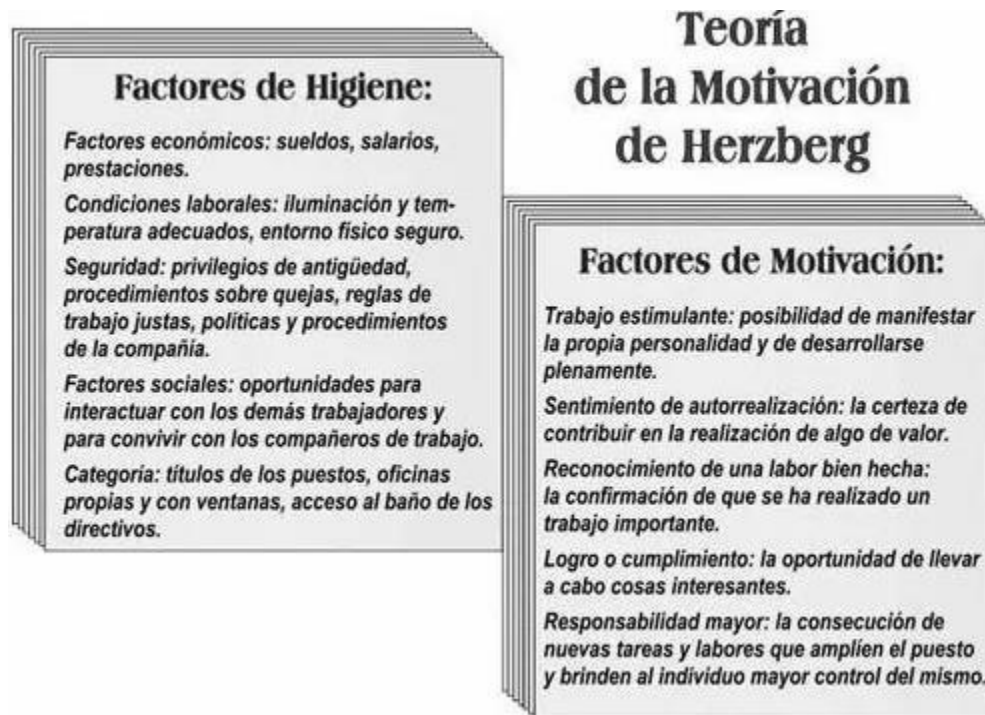 Teoría
de la Motivación
de Herzberg
Factores de Higiene:
Factores económicos: sueldos, salarios,
prestaciones.
Condiciones laborales: iluminación y tem-
peratura adecuados, entorno físico seguro.
Seguridad: privilegios de antigüedad,
procedimientos sobre quejas, reglas de
trabajo justas, políticas y procedimientos
de la compañía.
Factores sociales: oportunidades para
interactuar con los demás trabajadores y
para convivir con los compañeros de trabajo.
Categoría: títulos de los puestos, oficinas
propias y con ventanas, acceso al baño de los
directivos.
Factores de Motivación:
Trabajo estimulante: posibilidad de manifestar
la propia personalidad y de desarrollarse
plenamente.
Sentimiento de autorrealización: la certeza de
contribuir en la realización de algo de valor.
Reconocimiento de una labor bien hecha:
la confirmación de que se ha realizado un
trabajo importante.
Logro o cumplimiento: la oportunidad de llevar
a cabo cosas interesantes.
Responsabilidad mayor: la consecución de
nuevas tareas y labores que amplíen el puesto
y brinden al individuo mayor control del mismo.